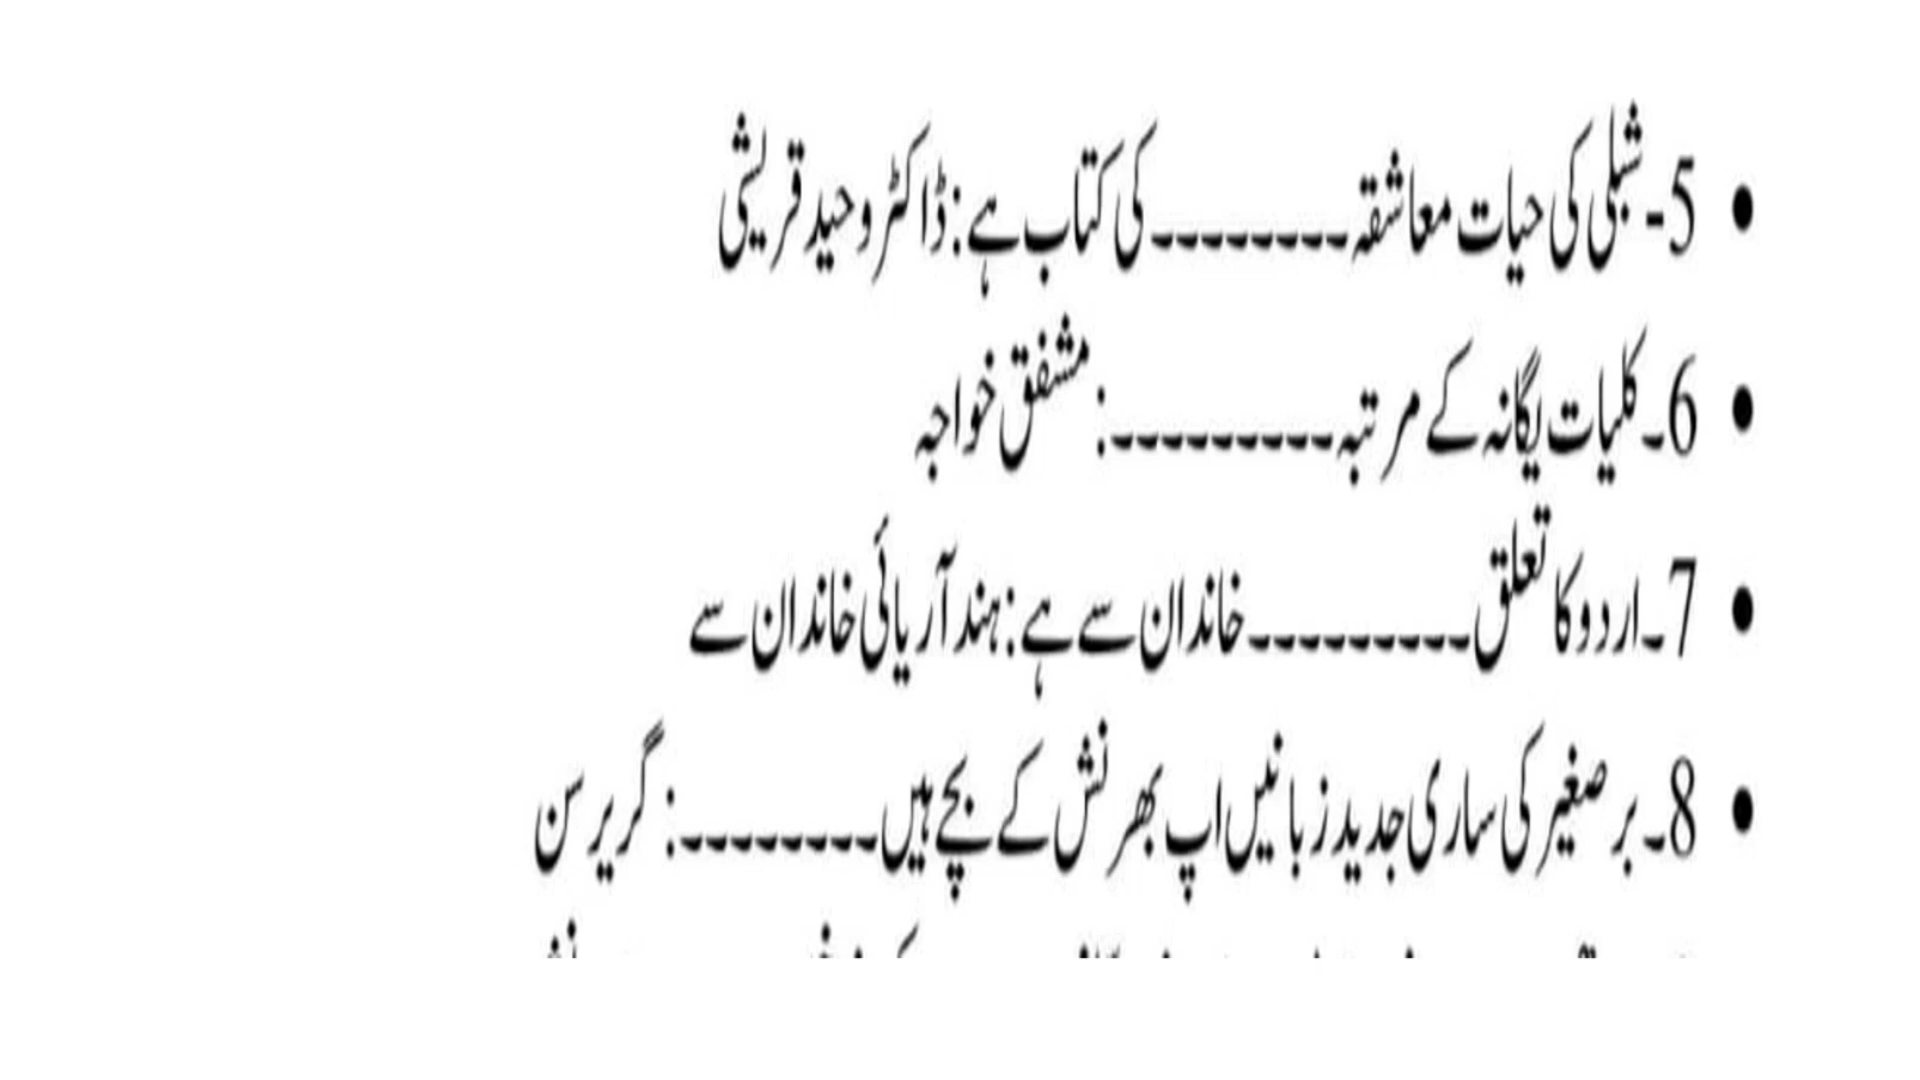 • 5-شبلی کی حیات معاشقہ۔۔۔۔۔۔۔۔کی کتاب ہے:ڈاکٹر وحید قریشی
• 6۔کلیات یگانہ کے مرتبہ۔۔۔۔۔۔۔۔۔: مشفق خواجہ
• 7۔اردو کا تعلق۔۔۔۔۔۔۔۔۔خاندان سے ہے:ہند آریائی خاندان سے
• 8۔برصغیر کی ساری جدید زبانیں اپ بھرنش کے بچے ہیں۔۔۔۔۔۔۔۔: گریرسن